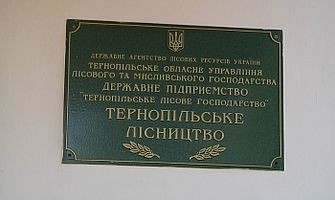 ДЕРЖАВНЕ АГЕНТСТВО ЛІСОВИХ РЕСУРСІВ УКРАЇНИ
ТЕРНОПІЛЬСЬКЕ ОБЛАСНЕ УПРАВЛІННЯ
ЛІСОВОГО ТА МИСЛИВСЬКОГО ГОСПОДАРСТВА
ДЕРЖАВНЕ ПІДПРИЄМСТВО
"ТЕРНОПІЛЬСЬКЕ ЛІСОВЕ ГОСПОДАРСТВО"
ТЕРНОПІЛЬСЬКЕ
ЛІСНИЦТВО